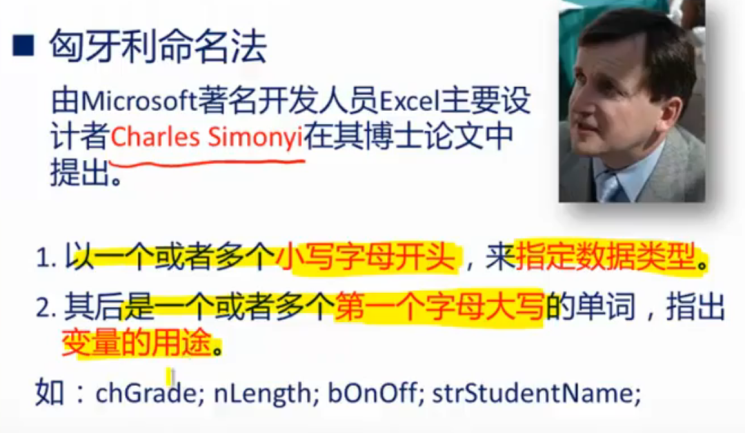 匈牙利命名法
由Microsoft著名开发人员Excel主要设
计者Charles Simonyi在其博士论文中
提出。
1. 以一个或者多个小写字母开头，来指定数据类型。
2. 其后是一个或者多个第一个字母大写的单词，指出
变量的用途。
如：chGrade; nLength; bOnOff; strStudentName;